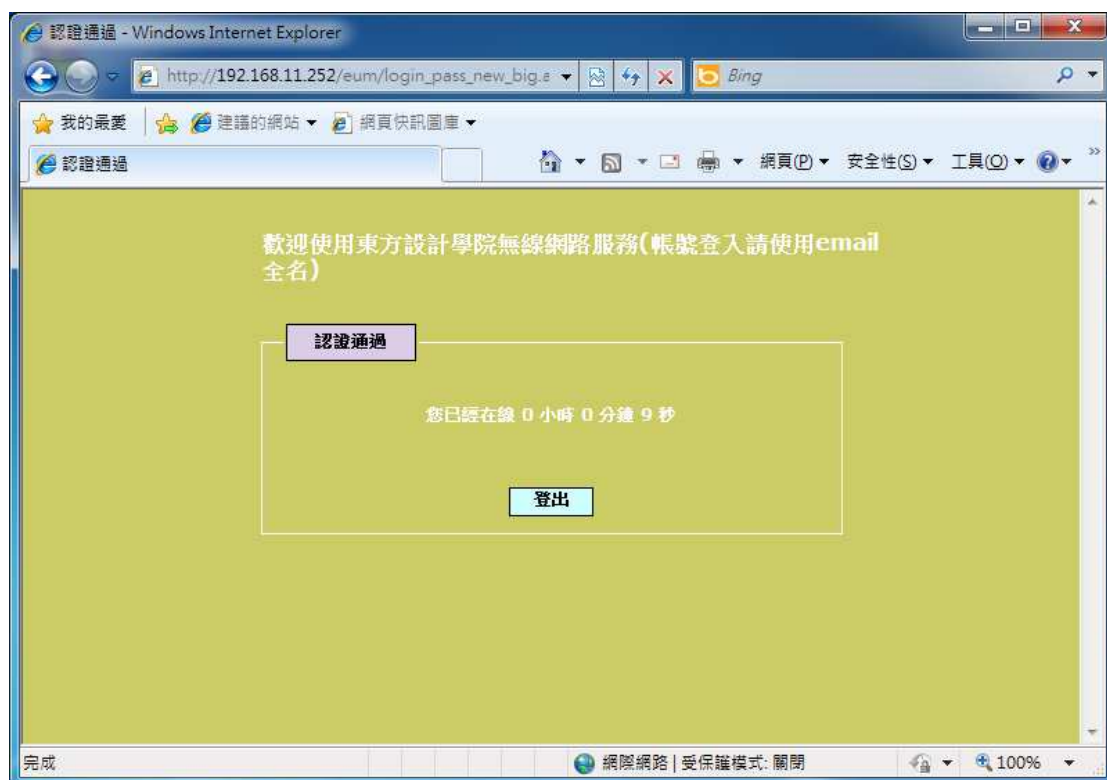 認證通過 - Windows Internet Explorer
http://192.168.11.252/eum/login_pass_new_big.a
Bing
我的最愛 建議的網站 網頁快訊圖庫
認證通過 網頁(P) 安全性(S) 工具(O)
歡迎使用東方設計學院無線網路服務(帳號登入請使用email
全名)
認證通過
您已經在線 0 小時 0 分鐘 9 秒
登出
完成 網際網路 | 受保護模式: 關閉 100%